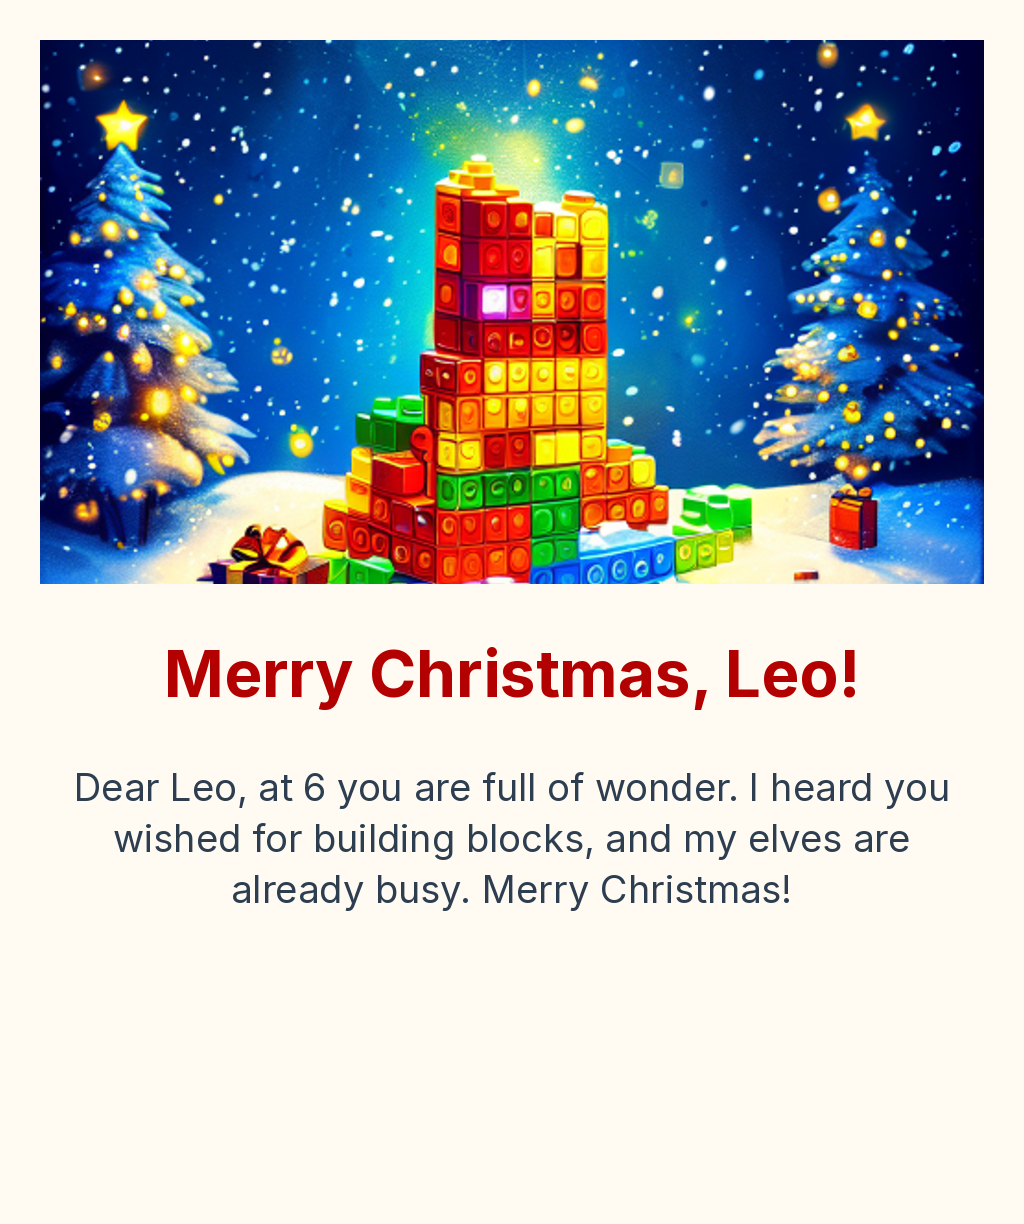 Merry Christmas, Leo!
Dear Leo, at 6 you are full of wonder. I heard you
wished for building blocks, and my elves are
already busy. Merry Christmas!